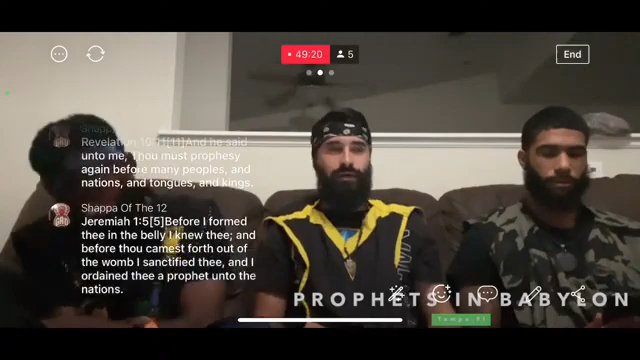 49:20
5
End
Shappa
Revelation 10:11[11]And he said
unto me, Thou must prophesy
again before many peoples, and
nations, and tongues, and kings.
Shappa Of The 12
Jeremiah 1:5[5]Before I formed
thee in the belly I knew thee; and
before thou camest forth out of
the womb I sanctified thee, and I
ordained thee a prophet unto the
nations.
PROPHETS IN BABYLON